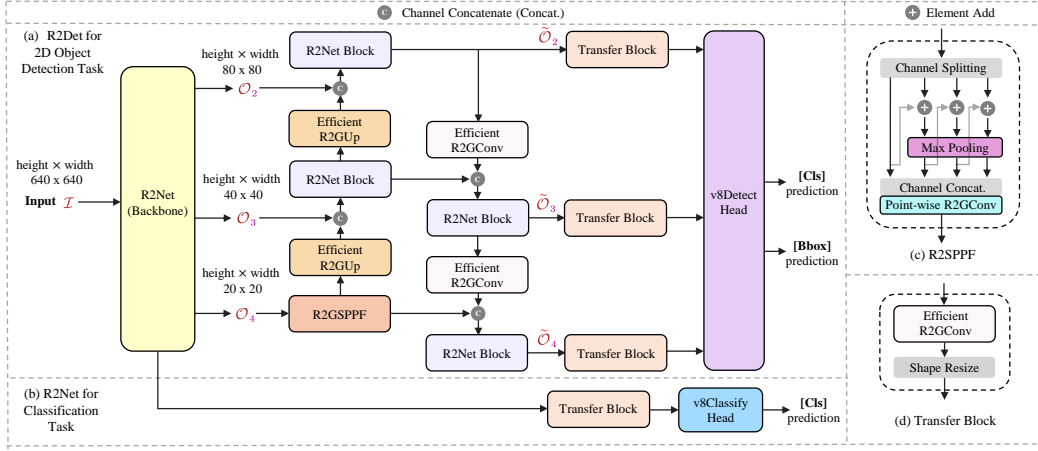 C Channel Concatenate (Concat.)
+ Element Add
(a) R2Det for
2D Object
Detection Task
height × width
640 x 640
Input I
R2Net
(Backbone)
height × width
80 x 80
O2
height × width
40 x 40
O3
height × width
20 x 20
O4
R2Net Block
C
Efficient
R2GUp
R2Net Block
C
Efficient
R2GUp
R2GSPPF
Efficient
R2GConv
C
R2Net Block
Efficient
R2GConv
C
R2Net Block
Õ2
Transfer Block
Õ3
Transfer Block
Õ4
Transfer Block
v8Detect
Head
[Cls]
prediction
[Bbox]
prediction
(b) R2Net for
Classification
Task
Transfer Block
v8Classify
Head
[Cls]
prediction
Channel Splitting
+ + +
Max Pooling
Channel Concat.
Point-wise R2GConv
(c) R2SPPF
Efficient
R2GConv
Shape Resize
(d) Transfer Block